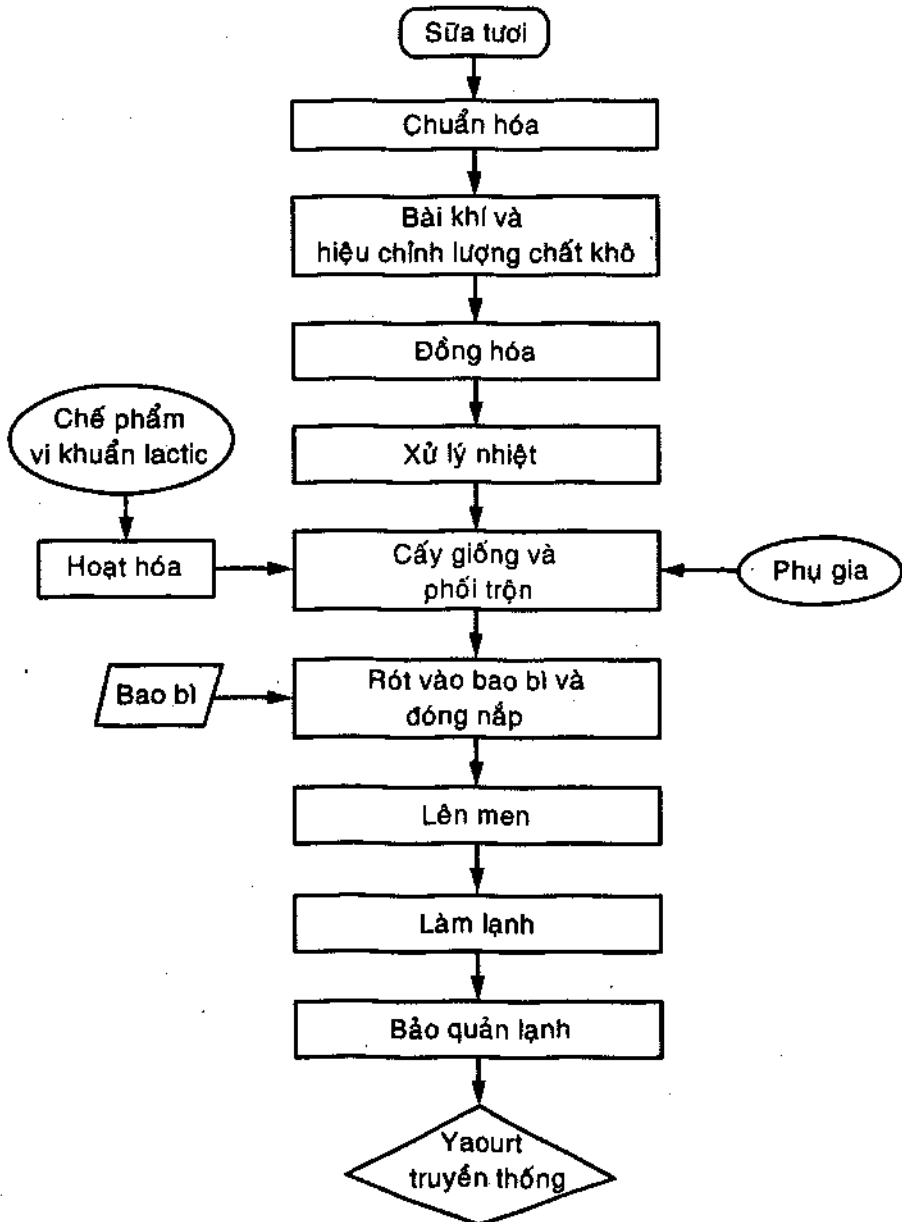 Sữa tươi
Chuẩn hóa
Bài khí và
hiệu chỉnh lượng chất khô
Đồng hóa
Chế phẩm
vi khuẩn lactic
Xử lý nhiệt
Hoạt hóa
Cấy giống và
phối trộn
Phụ gia
Bao bì
Rót vào bao bì và
đóng nắp
Lên men
Làm lạnh
Bảo quản lạnh
Yaourt
truyền thống